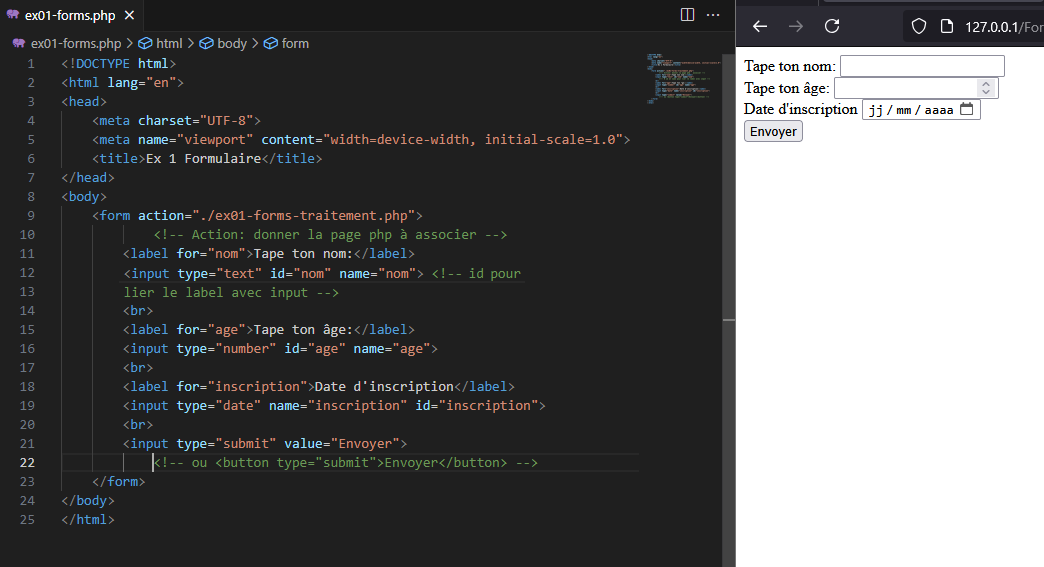 ex01-forms.php
ex01-forms.php > html > body > form
1 <!DOCTYPE html>
2 <html lang="en">
3 <head>
4 <meta charset="UTF-8">
5 <meta name="viewport" content="width=device-width, initial-scale=1.0">
6 <title>Ex 1 Formulaire</title>
7 </head>
8 <body>
9 <form action="./ex01-forms-traitement.php">
10 <!-- Action: donner la page php à associer -->
11 <label for="nom">Tape ton nom:</label>
12 <input type="text" id="nom" name="nom"> <!-- id pour
13 lier le label avec input -->
14 <br>
15 <label for="age">Tape ton âge:</label>
16 <input type="number" id="age" name="age">
17 <br>
18 <label for="inscription">Date d'inscription</label>
19 <input type="date" name="inscription" id="inscription">
20 <br>
21 <input type="submit" value="Envoyer">
22 <!-- ou <button type="submit">Envoyer</button> -->
23 </form>
24 </body>
25 </html>
127.0.0.1/For
Tape ton nom:
Tape ton âge:
Date d'inscription jj/mm/aaaa
Envoyer